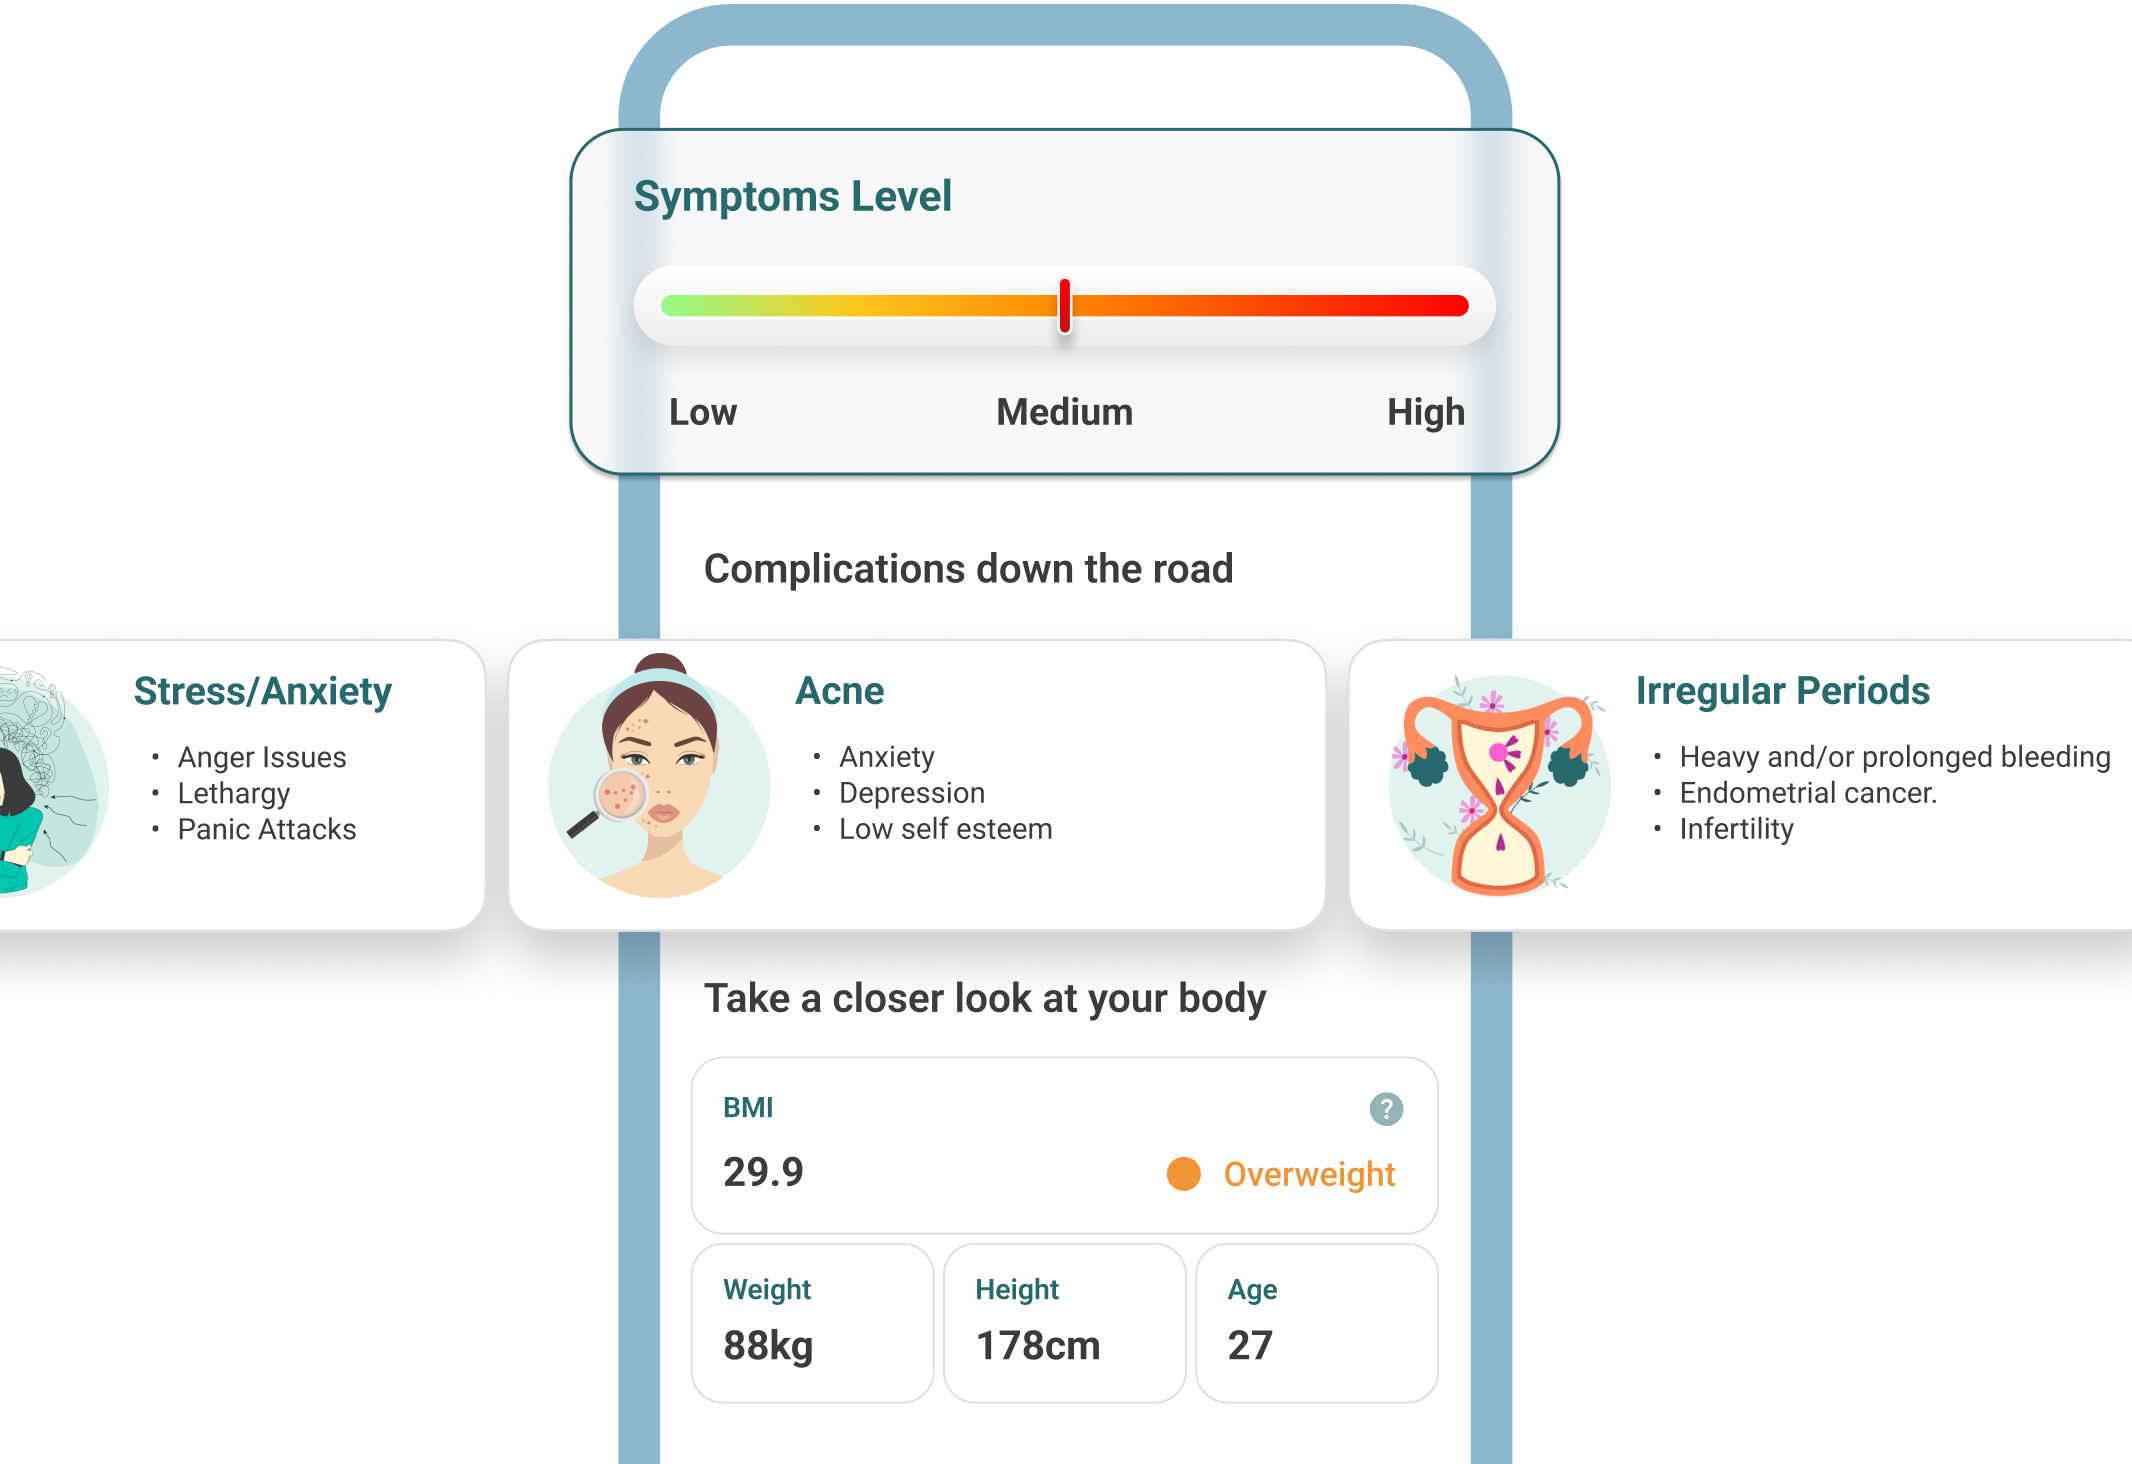 Symptoms Level
Low Medium High
Complications down the road
Stress/Anxiety
• Anger Issues
• Lethargy
• Panic Attacks
Acne
• Anxiety
• Depression
• Low self esteem
Irregular Periods
• Heavy and/or prolonged bleeding
• Endometrial cancer.
• Infertility
Take a closer look at your body
BMI ?
29.9 Overweight
Weight Height Age
88kg 178cm 27